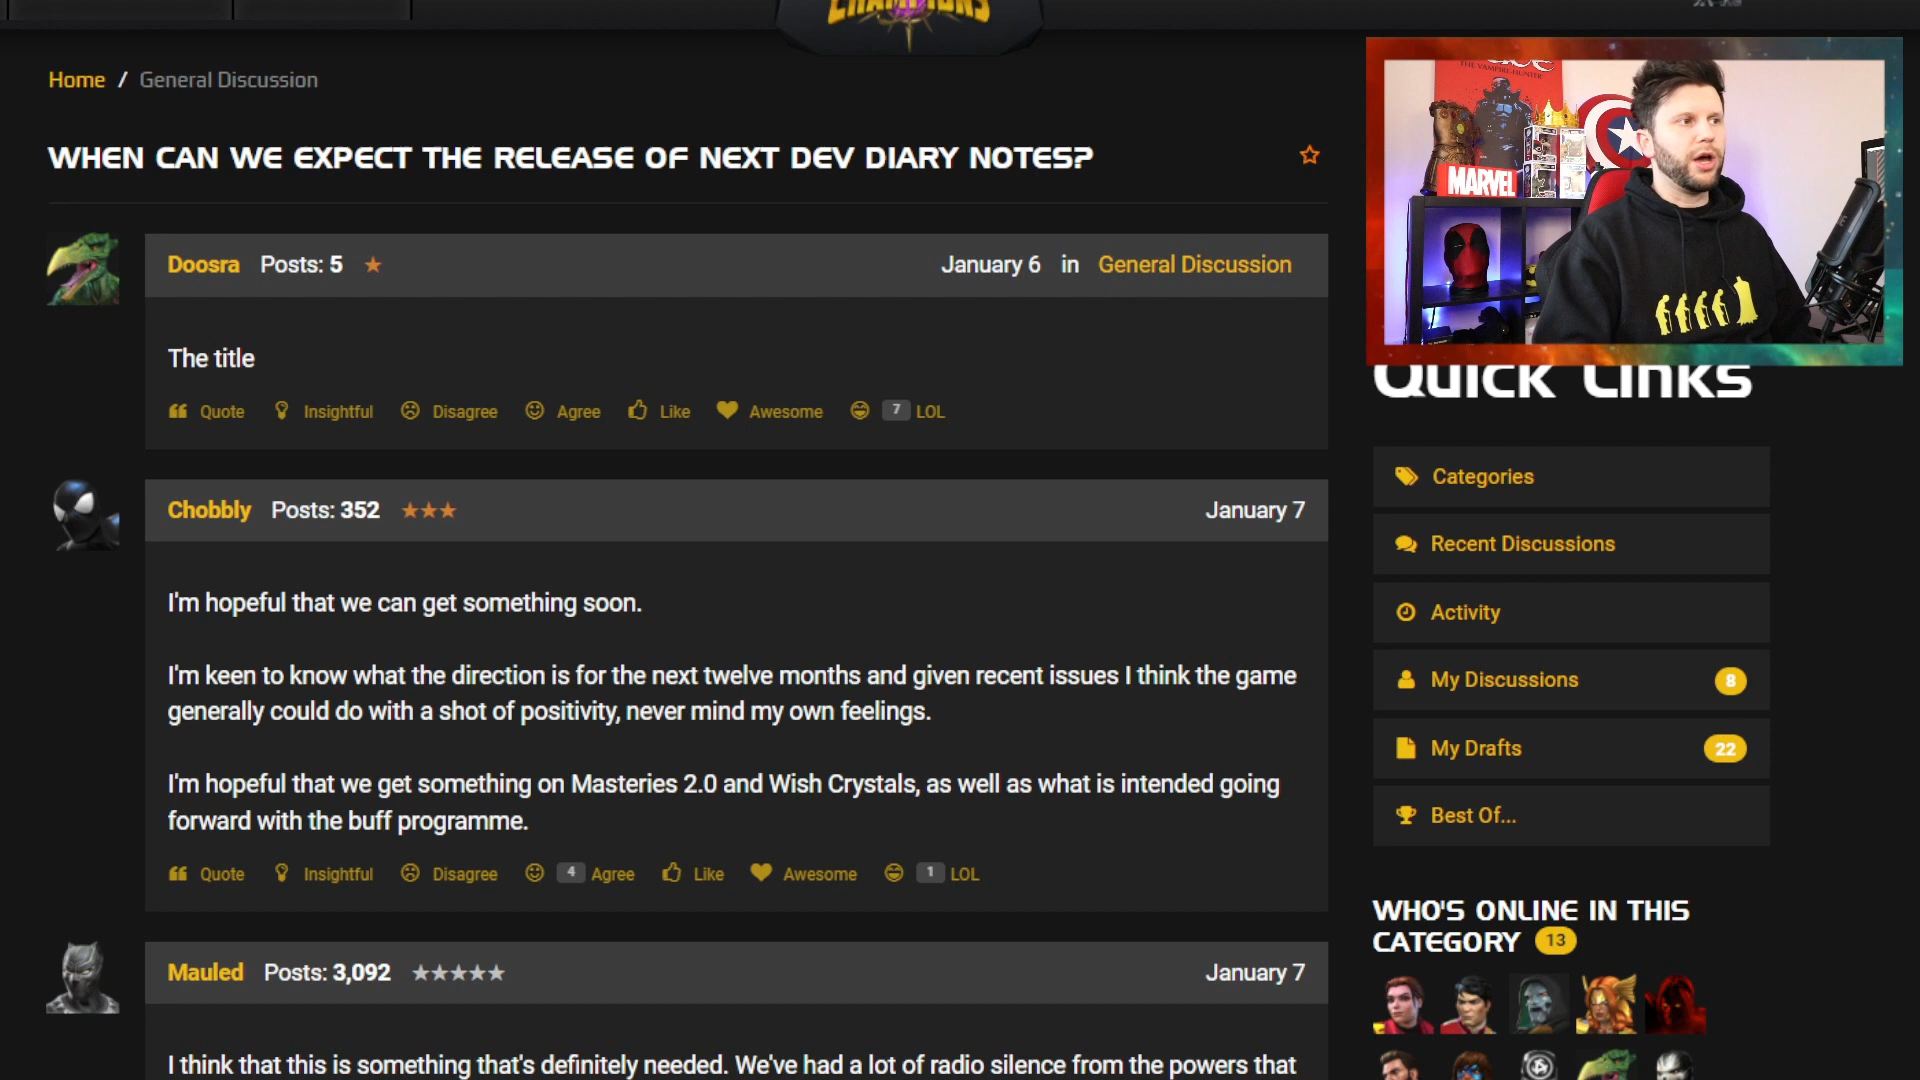 CHAMPIONS
Home / General Discussion
WHEN CAN WE EXPECT THE RELEASE OF NEXT DEV DIARY NOTES?
THE VAMPIRE HUNTER
MARVEL
Doosra Posts: 5 January 6 in General Discussion
The title
Quote Insightful Disagree Agree Like Awesome 7 LOL
Chobbly Posts: 352 January 7
I'm hopeful that we can get something soon.
I'm keen to know what the direction is for the next twelve months and given recent issues I think the game
generally could do with a shot of positivity, never mind my own feelings.
I'm hopeful that we get something on Masteries 2.0 and Wish Crystals, as well as what is intended going
forward with the buff programme.
Quote Insightful Disagree 4 Agree Like Awesome 1 LOL
Mauled Posts: 3,092 January 7
I think that this is something that's definitely needed. We've had a lot of radio silence from the powers that
Quick Links
Categories
Recent Discussions
Activity
My Discussions 8
My Drafts 22
Best Of...
WHO'S ONLINE IN THIS
CATEGORY 13